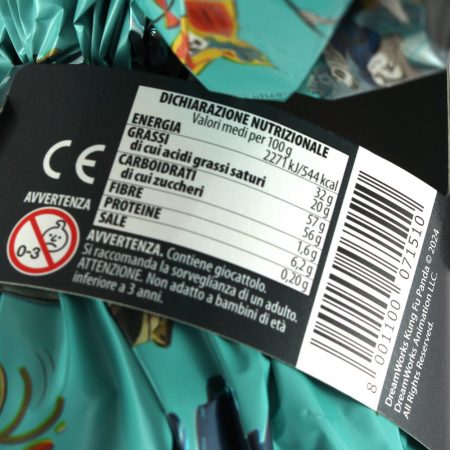 DICHIARAZIONE NUTRIZIONALE
Valori medi per 100 g
ENERGIA 2271 kJ/544 kcal
GRASSI 32 g
di cui acidi grassi saturi 20 g
CARBOIDRATI 57 g
di cui zuccheri 56 g
FIBRE 1,6 g
PROTEINE 6,2 g
SALE 0,20 g
AVVERTENZA. Contiene giocattolo.
Si raccomanda la sorveglianza di un adulto.
ATTENZIONE. Non adatto a bambini di età
inferiore a 3 anni.
CE
AVVERTENZA
0-3
8 001100 071510
DreamWorks Kung Fu Panda © 2024
DreamWorks Animation LLC.
All Rights Reserved.